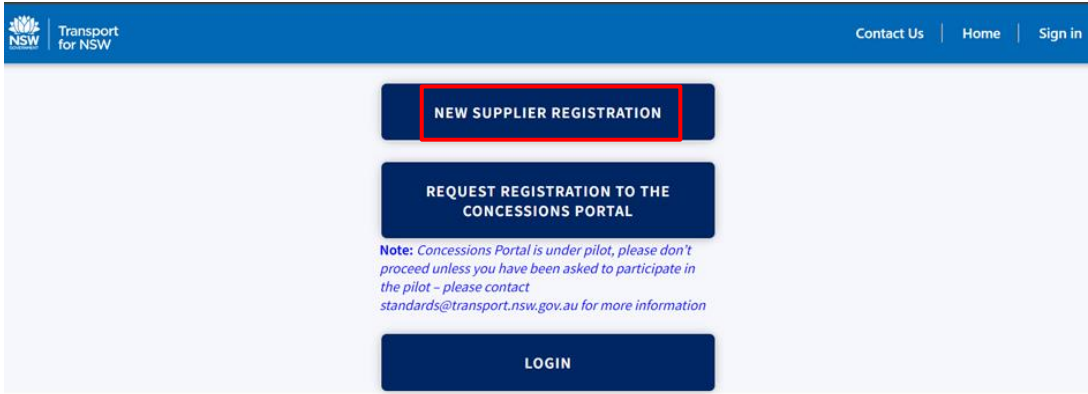 NSW
GOVERNMENT
Transport
for NSW
Contact Us
Home
Sign in
NEW SUPPLIER REGISTRATION
REQUEST REGISTRATION TO THE
CONCESSIONS PORTAL
Note: Concessions Portal is under pilot, please don't
proceed unless you have been asked to participate in
the pilot – please contact
standards@transport.nsw.gov.au for more information
LOGIN